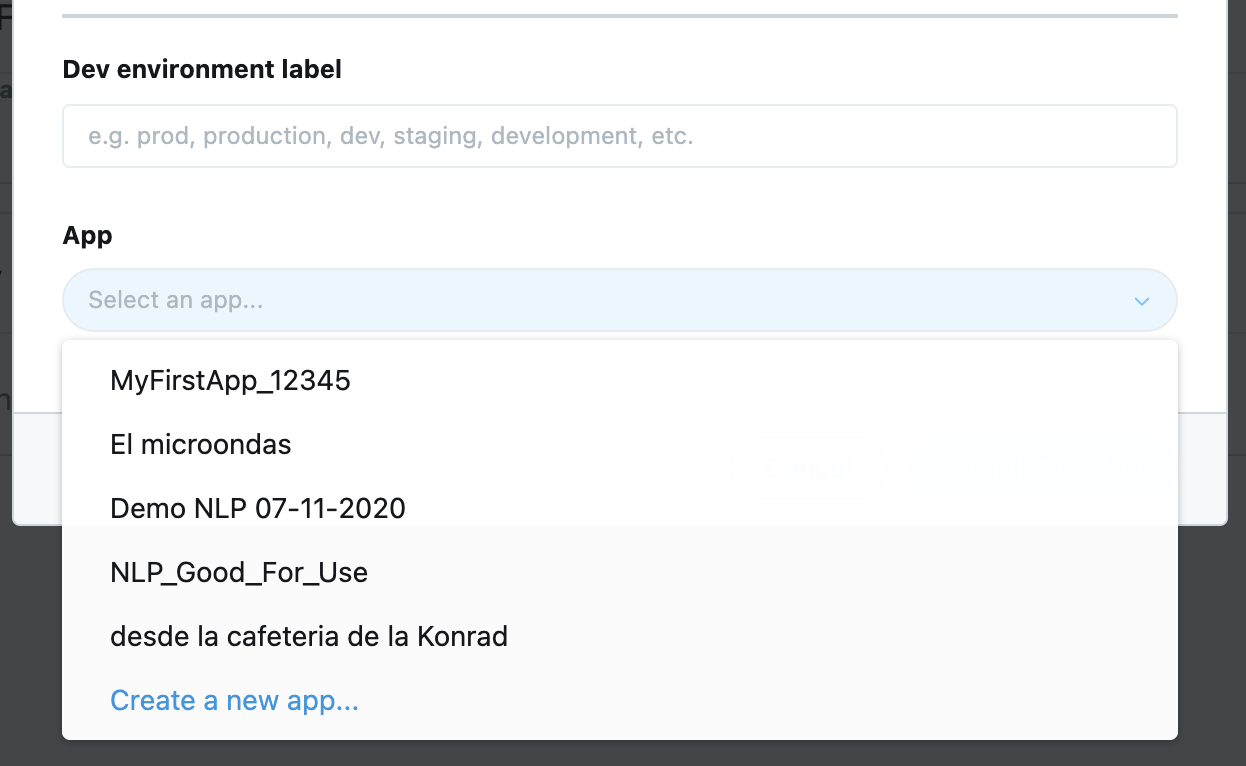 Dev environment label
e.g. prod, production, dev, staging, development, etc.
App
Select an app...
MyFirstApp_12345
El microondas
Demo NLP 07-11-2020
NLP_Good_For_Use
desde la cafeteria de la Konrad
Create a new app...
Cancel